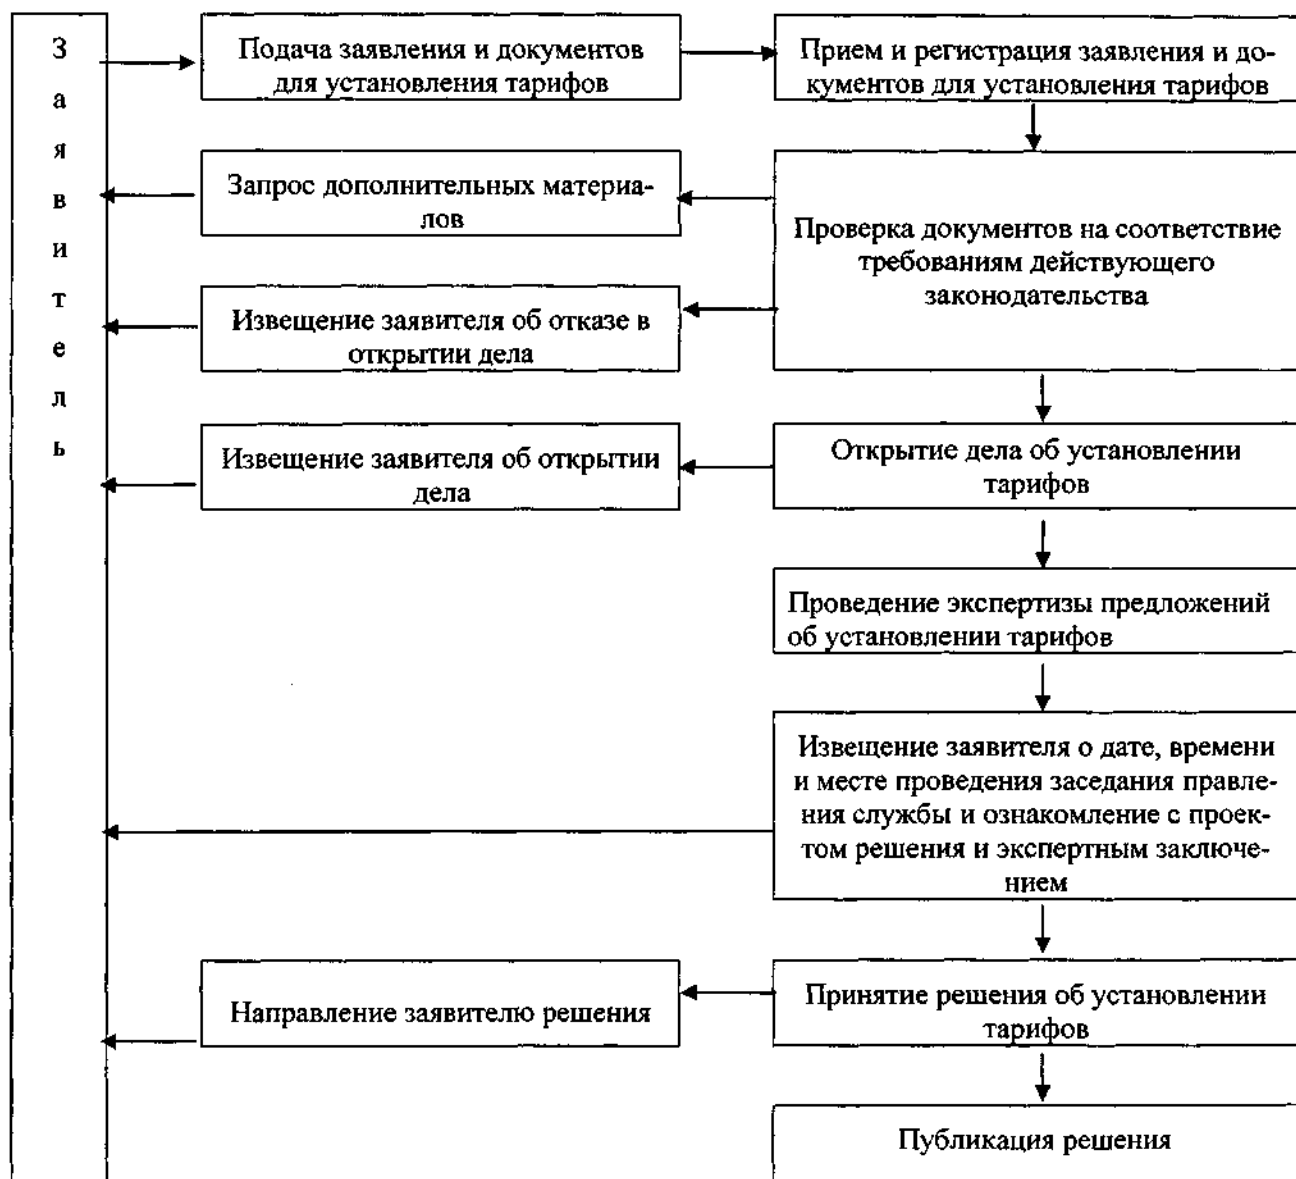 З
а
я
в
и
т
е
л
ь
Подача заявления и документов
для установления тарифов
Прием и регистрация заявления и до-
кументов для установления тарифов
Запрос дополнительных материа-
лов
Проверка документов на соответствие
требованиям действующего
законодательства
Извещение заявителя об отказе в
открытии дела
Извещение заявителя об открытии
дела
Открытие дела об установлении
тарифов
Проведение экспертизы предложений
об установлении тарифов
Извещение заявителя о дате, времени
и месте проведения заседания правле-
ния службы и ознакомление с проек-
том решения и экспертным заключе-
нием
Направление заявителю решения
Принятие решения об установлении
тарифов
Публикация решения